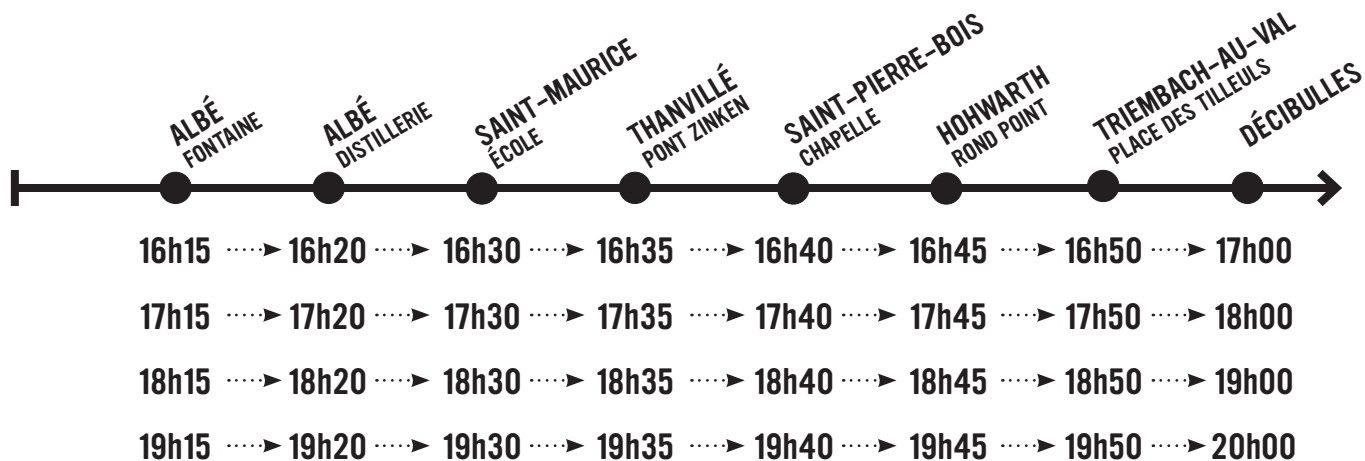 ALBÉ
FONTAINE
ALBÉ
DISTILLERIE
SAINT-MAURICE
ÉCOLE
THANVILLÉ
PONT ZINKEN
SAINT-PIERRE-BOIS
CHAPELLE
HOHWARTH
ROND POINT
TRIEMBACH-AU-VAL
PLACE DES TILLEULS
DÉCIBULLES
16h15 16h20 16h30 16h35 16h40 16h45 16h50 17h00
17h15 17h20 17h30 17h35 17h40 17h45 17h50 18h00
18h15 18h20 18h30 18h35 18h40 18h45 18h50 19h00
19h15 19h20 19h30 19h35 19h40 19h45 19h50 20h00